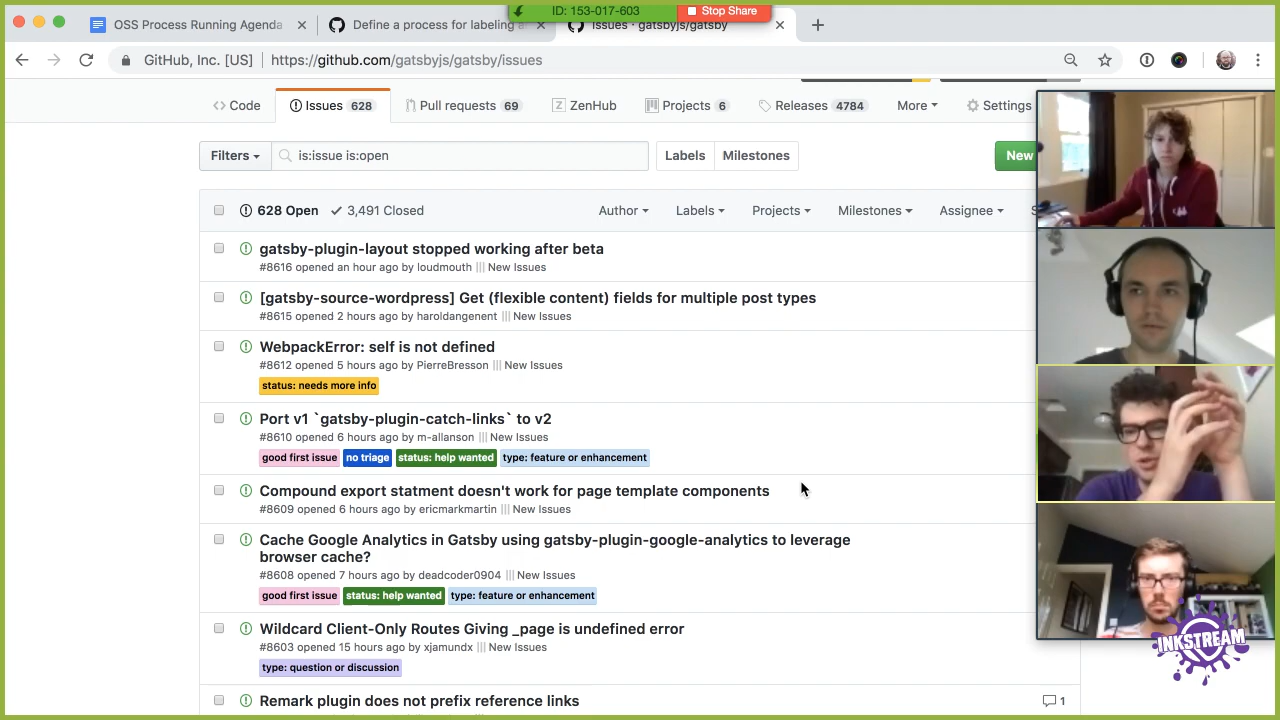 ID: 153-017-603
Stop Share
OSS Process Running Agenda
Define a process for labeling a
Issues · gatsbyjs/gatsby
GitHub, Inc. [US]
https://github.com/gatsbyjs/gatsby/issues
Code
Issues 628
Pull requests 69
ZenHub
Projects 6
Releases 4784
More
Settings
Filters
is:issue is:open
Labels
Milestones
New
628 Open
3,491 Closed
Author
Labels
Projects
Milestones
Assignee
S
gatsby-plugin-layout stopped working after beta
#8616 opened an hour ago by loudmouth New Issues
[gatsby-source-wordpress] Get (flexible content) fields for multiple post types
#8615 opened 2 hours ago by haroldangenent New Issues
WebpackError: self is not defined
#8612 opened 5 hours ago by PierreBresson New Issues
status: needs more info
Port v1 `gatsby-plugin-catch-links` to v2
#8610 opened 6 hours ago by m-allanson New Issues
good first issue
no triage
status: help wanted
type: feature or enhancement
Compound export statment doesn't work for page template components
#8609 opened 6 hours ago by ericmarkmartin New Issues
Cache Google Analytics in Gatsby using gatsby-plugin-google-analytics to leverage
browser cache?
#8608 opened 7 hours ago by deadcoder0904 New Issues
good first issue
status: help wanted
type: feature or enhancement
Wildcard Client-Only Routes Giving _page is undefined error
#8603 opened 15 hours ago by xjamundx New Issues
type: question or discussion
Remark plugin does not prefix reference links
1
INKSTREAM